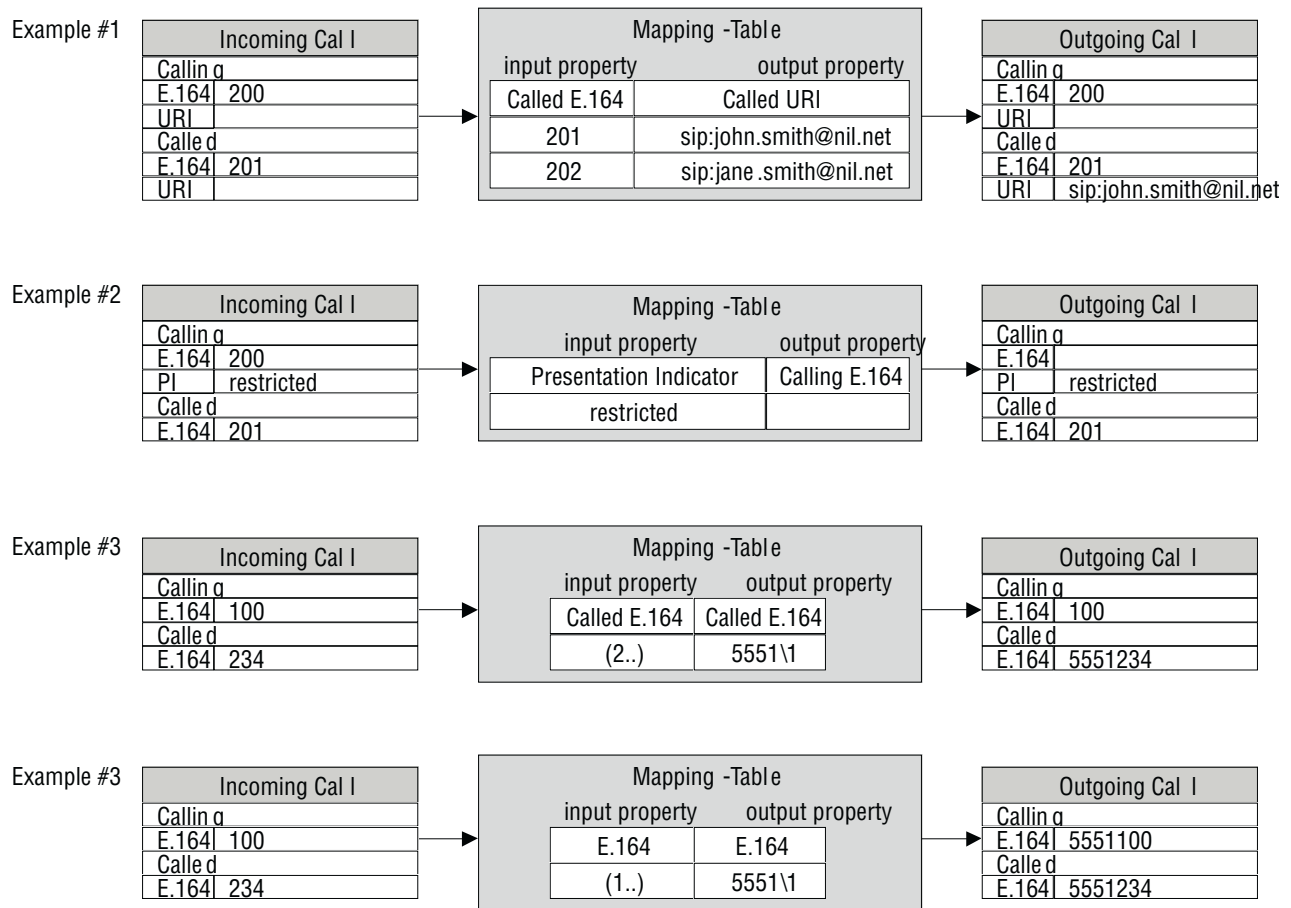 Example #1
Incoming Cal l
Callin g
E.164 200
URI
Calle d
E.164 201
URI
Mapping -Tabl e
input property output property
Called E.164 Called URI
201 sip:john.smith@nil.net
202 sip:jane .smith@nil.net
Outgoing Cal l
Callin g
E.164 200
URI
Calle d
E.164 201
URI sip:john.smith@nil.net
Example #2
Incoming Cal l
Callin g
E.164 200
PI restricted
Calle d
E.164 201
Mapping -Tabl e
input property output property
Presentation Indicator Calling E.164
restricted
Outgoing Cal l
Callin g
E.164
PI restricted
Calle d
E.164 201
Example #3
Incoming Cal l
Callin g
E.164 100
Calle d
E.164 234
Mapping -Tabl e
input property output property
Called E.164 Called E.164
(2..) 5551\1
Outgoing Cal l
Callin g
E.164 100
Calle d
E.164 5551234
Example #3
Incoming Cal l
Callin g
E.164 100
Calle d
E.164 234
Mapping -Tabl e
input property output property
E.164 E.164
(1..) 5551\1
Outgoing Cal l
Callin g
E.164 5551100
Calle d
E.164 5551234